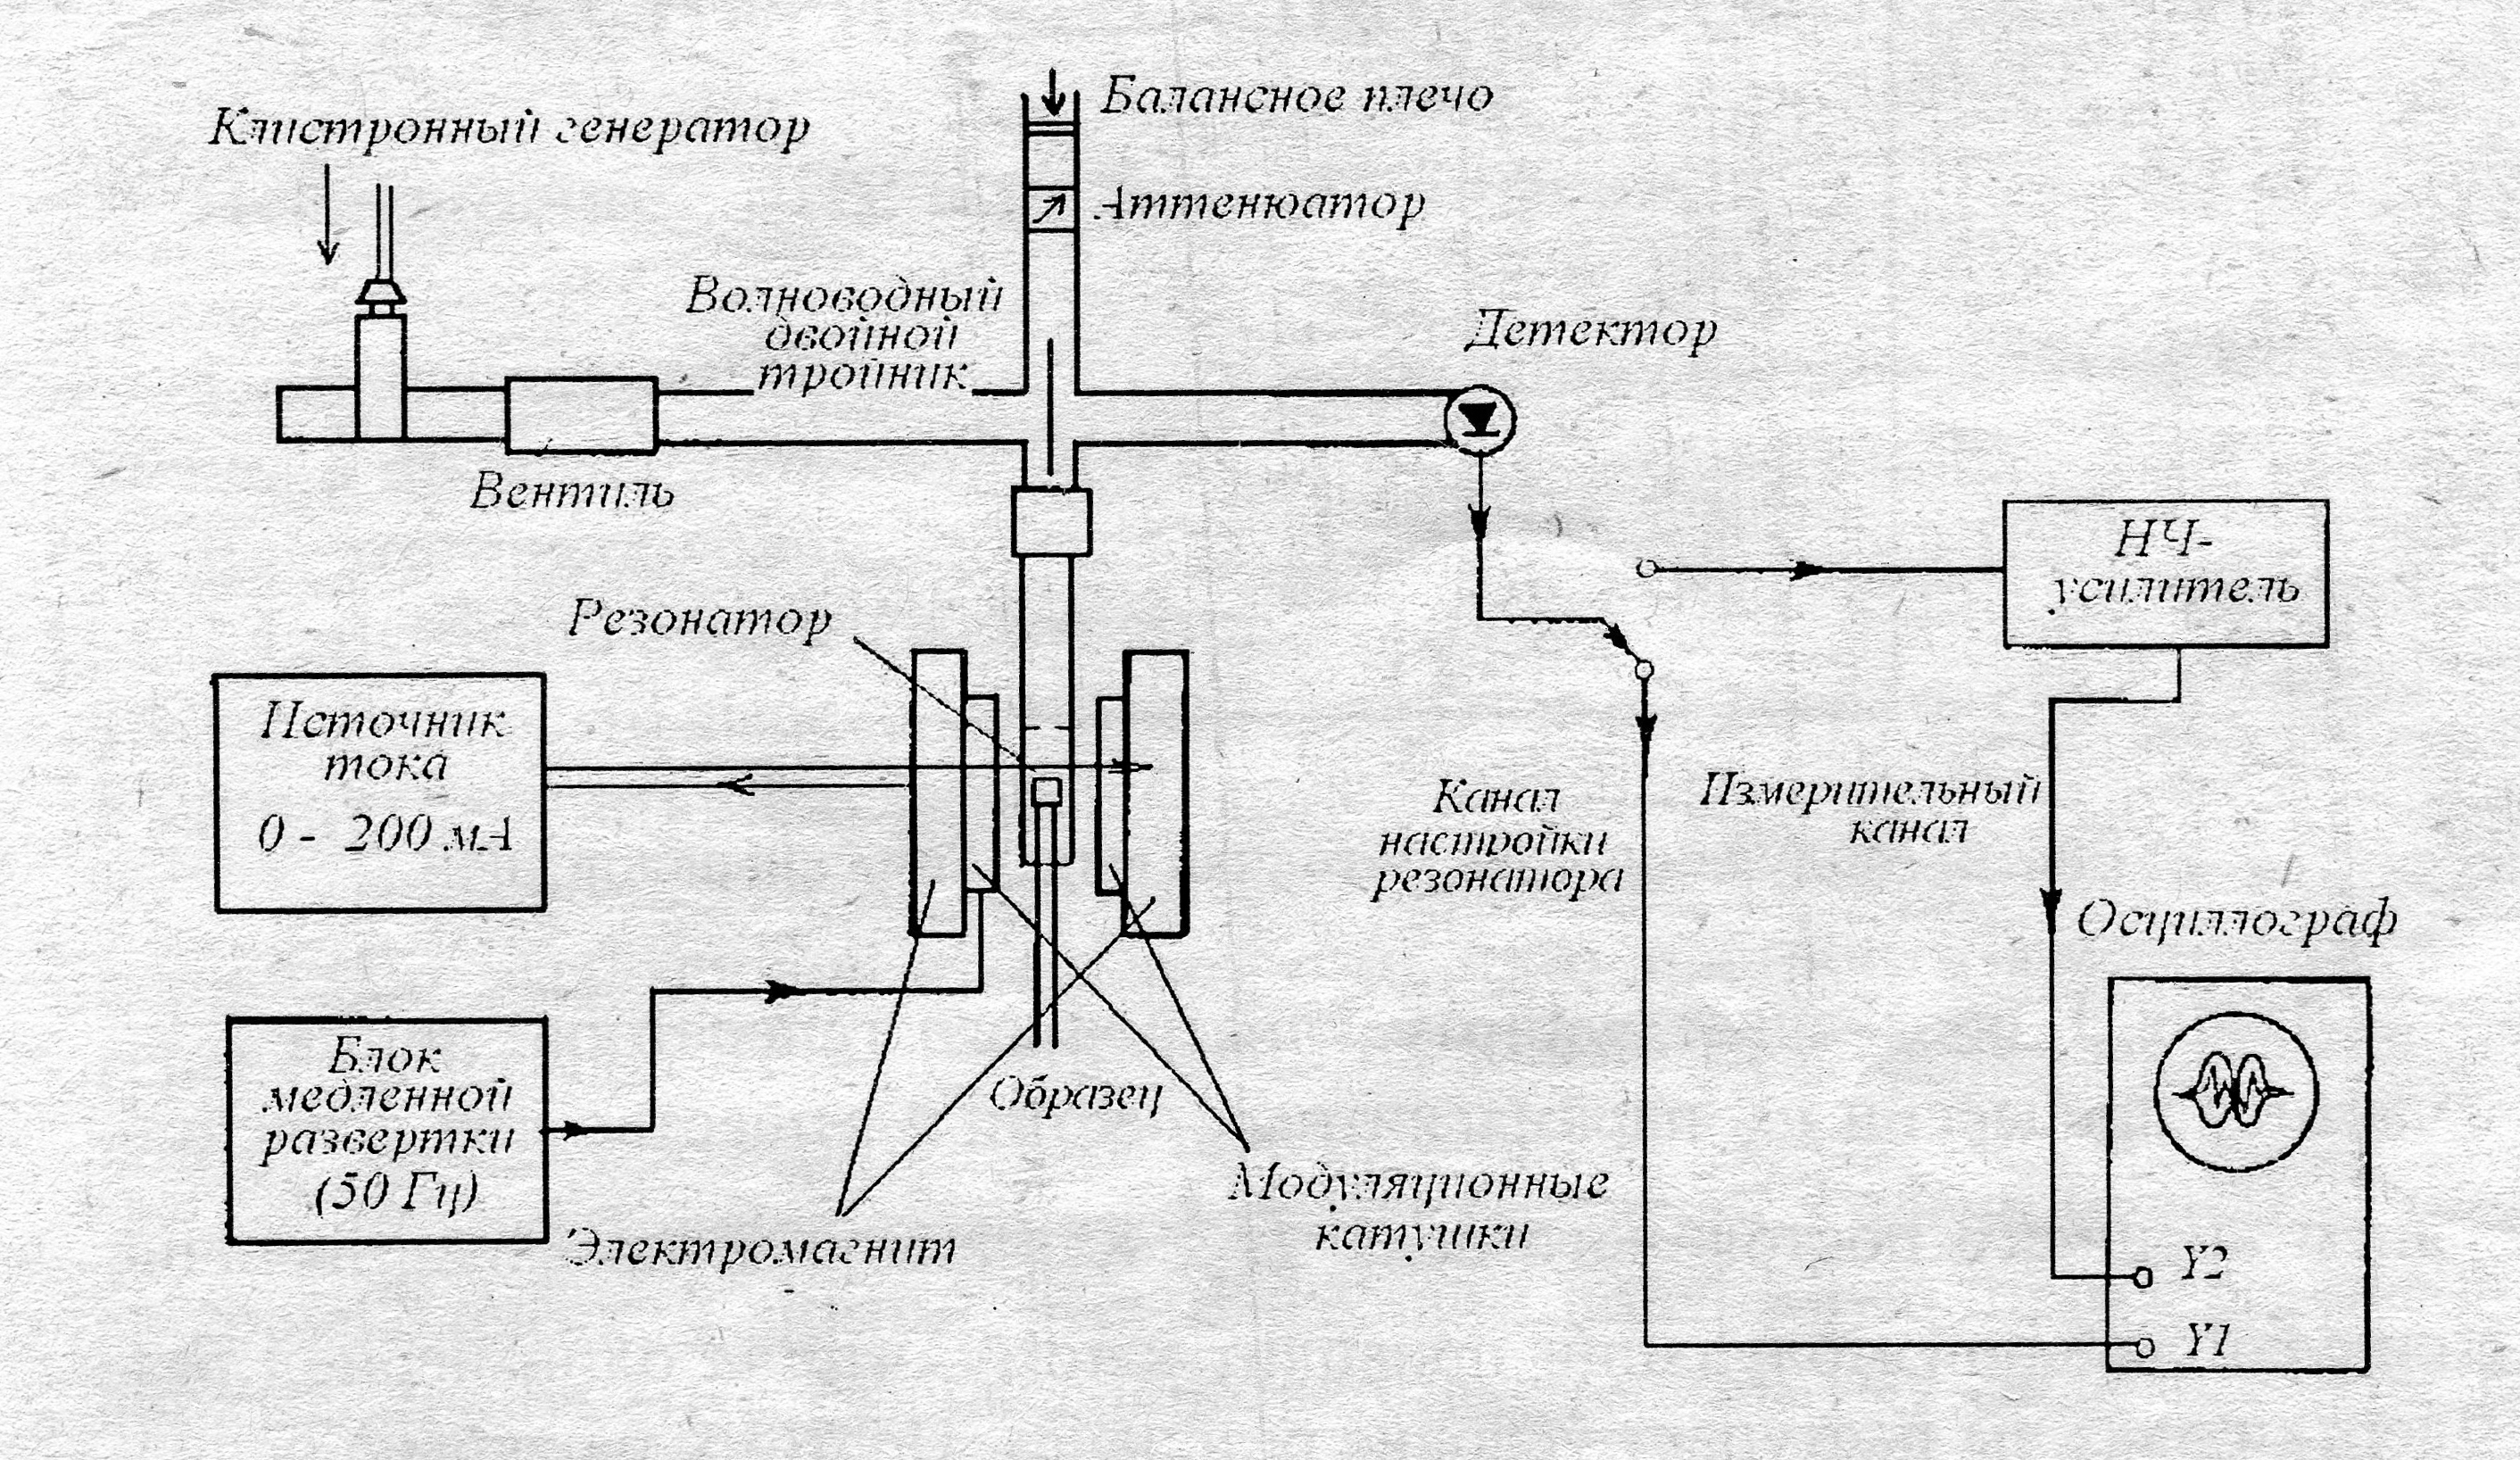 Балансное плечо
Клистронный генератор
Аттенюатор
Волноводный
двойной
тройник
Детектор
Вентиль
НЧ-
усилитель
Резонатор
Источник
тока
0 - 200 мА
Канал
настройки
резонатора
Измерительный
канал
Осциллограф
Блок
медленной
развертки
(50 Гц)
Образец
Модуляционные
катушки
Электромагнит
Y2
Y1